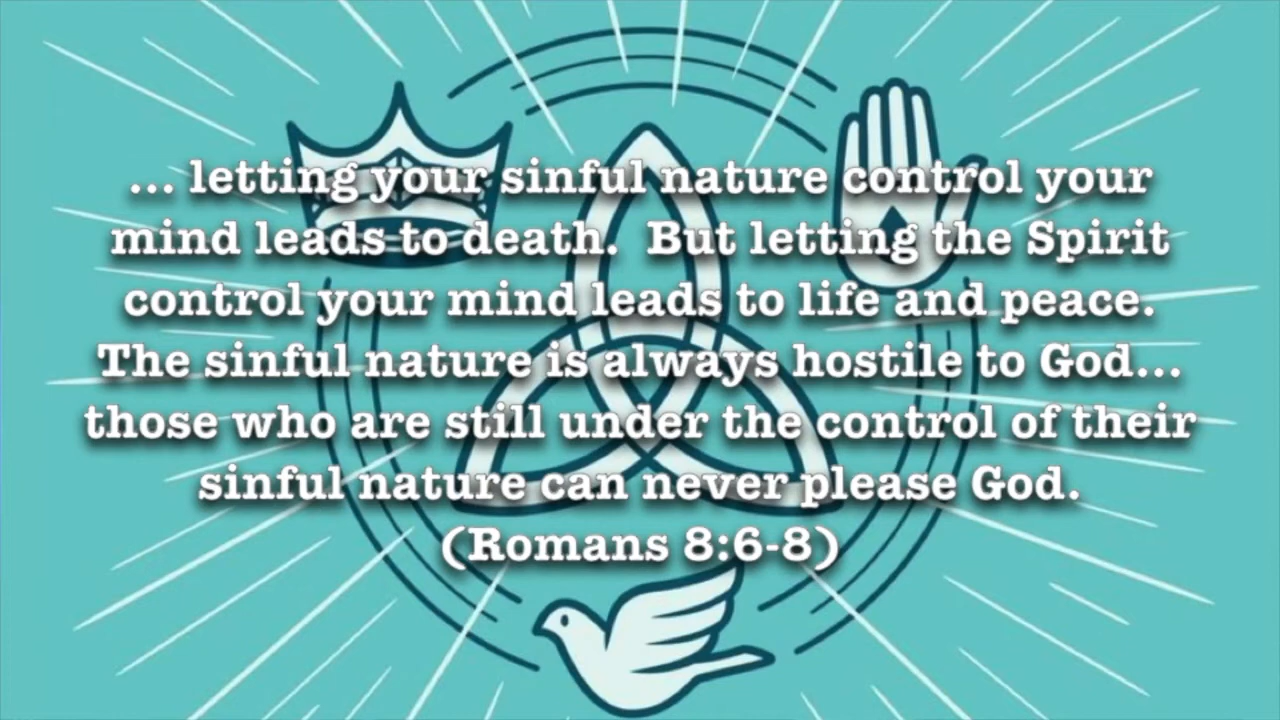 ... letting your sinful nature control your
mind leads to death.  But letting the Spirit
control your mind leads to life and peace.
The sinful nature is always hostile to God...
those who are still under the control of their
sinful nature can never please God.
(Romans 8:6-8)